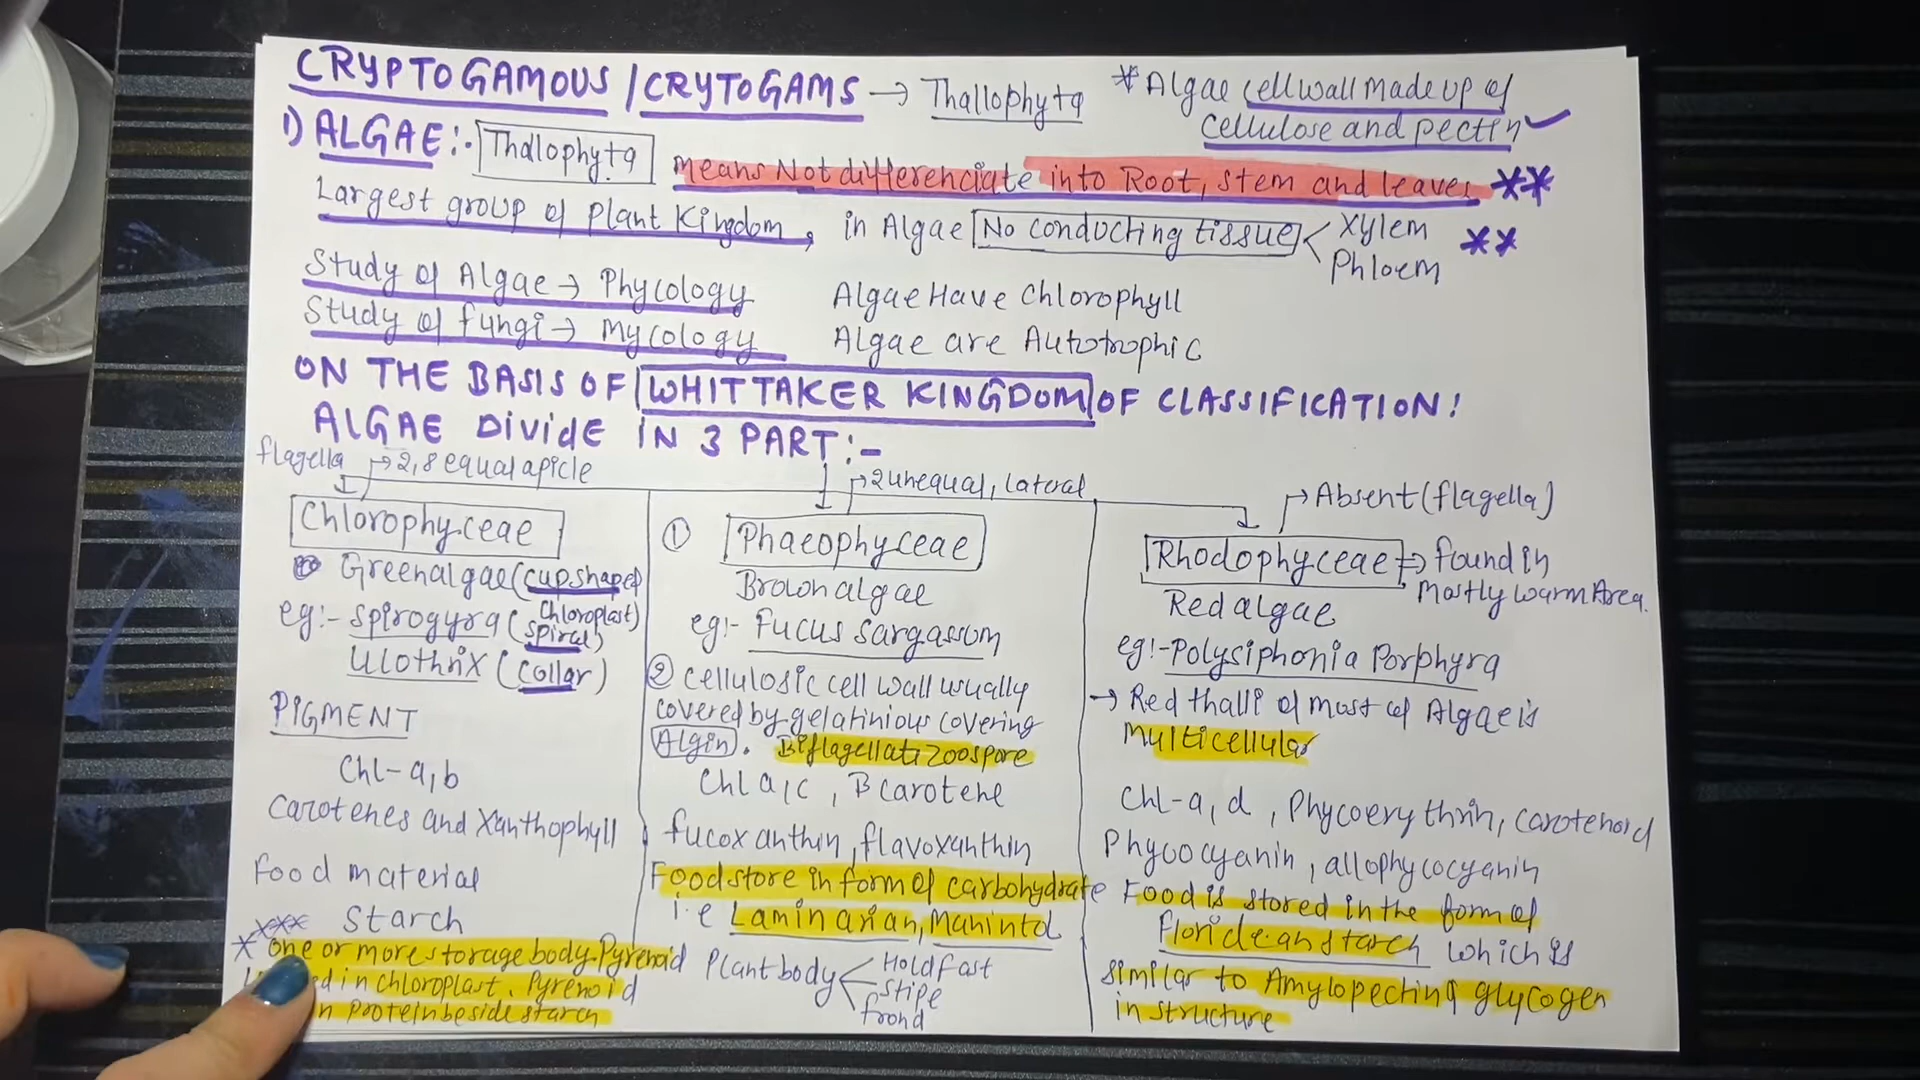 CRYPTOGAMOUS / CRYTOGAMS → Thallophyta
*Algae cell wall made up of
cellulose and pectin ✓
1) ALGAE:- Thallophyta means Not differenciate into Root, stem and leaves **
Largest group of plant Kingdom, in Algae No conducting tissue < Xylem **
Phloem
Study of Algae → Phycology Algae Have Chlorophyll
Study of fungi → Mycology Algae are Autotrophic
ON THE BASIS OF WHITTAKER KINGDOM OF CLASSIFICATION!
ALGAE DIVIDE IN 3 PART:-
flagella → 2,8 equal apicle
Chlorophyceae
Green algae (cup shaped
Chloroplast)
eg:- Spirogyra (spiral)
Ulothrix (collar)
PIGMENT
Chl-a,b
Carotenes and Xanthophyll
Food material
Starch
*** 
* One or more storage body. Pyrenoid
in chloroplast. Pyrenoid
Protein beside starch
→ 2 unequal, lateral
① Phaeophyceae
Brown algae
eg:- Fucus Sargassum
② cellulosic cell wall usually
covered by gelatinious covering
Algin. Biflagellate zoospore
Chl a,c, B carotene
fucoxanthin, flavoxanthin
Food store in form of carbohydrate
i.e Laminarian, Manintol
Plant body < Holdfast
Stipe
frond
→ Absent (flagella)
Rhodophyceae → found in
Mostly warm Area.
Red algae
eg:- Polysiphonia Porphyra
→ Red thalli of most of Algae is
Multicellular
Chl-a,d, Phycoerythrin, carotenoid
Phycocyanin, allophycocyanin
Food is stored in the form of
floridean starch which is
similar to Amylopectin & glycogen
in structure